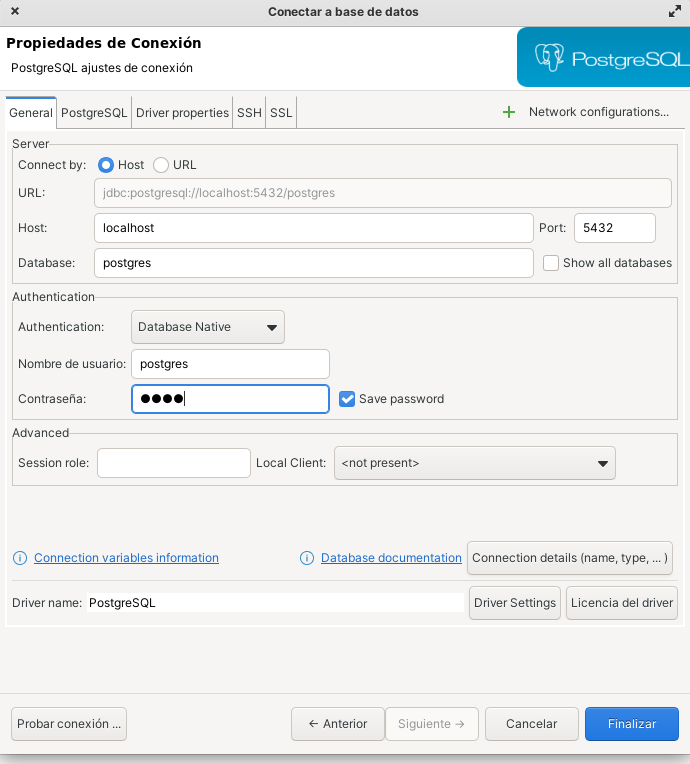 Conectar a base de datos
Propiedades de Conexión
PostgreSQL ajustes de conexión
PostgreSQL
General PostgreSQL Driver properties SSH SSL Network configurations...
Server
Connect by: Host URL
URL: jdbc:postgresql://localhost:5432/postgres
Host: localhost Port: 5432
Database: postgres Show all databases
Authentication
Authentication: Database Native
Nombre de usuario: postgres
Contraseña: ●●●● Save password
Advanced
Session role: Local Client: <not present>
Connection variables information Database documentation Connection details (name, type, ... )
Driver name: PostgreSQL Driver Settings Licencia del driver
Probar conexión ... ← Anterior Siguiente → Cancelar Finalizar